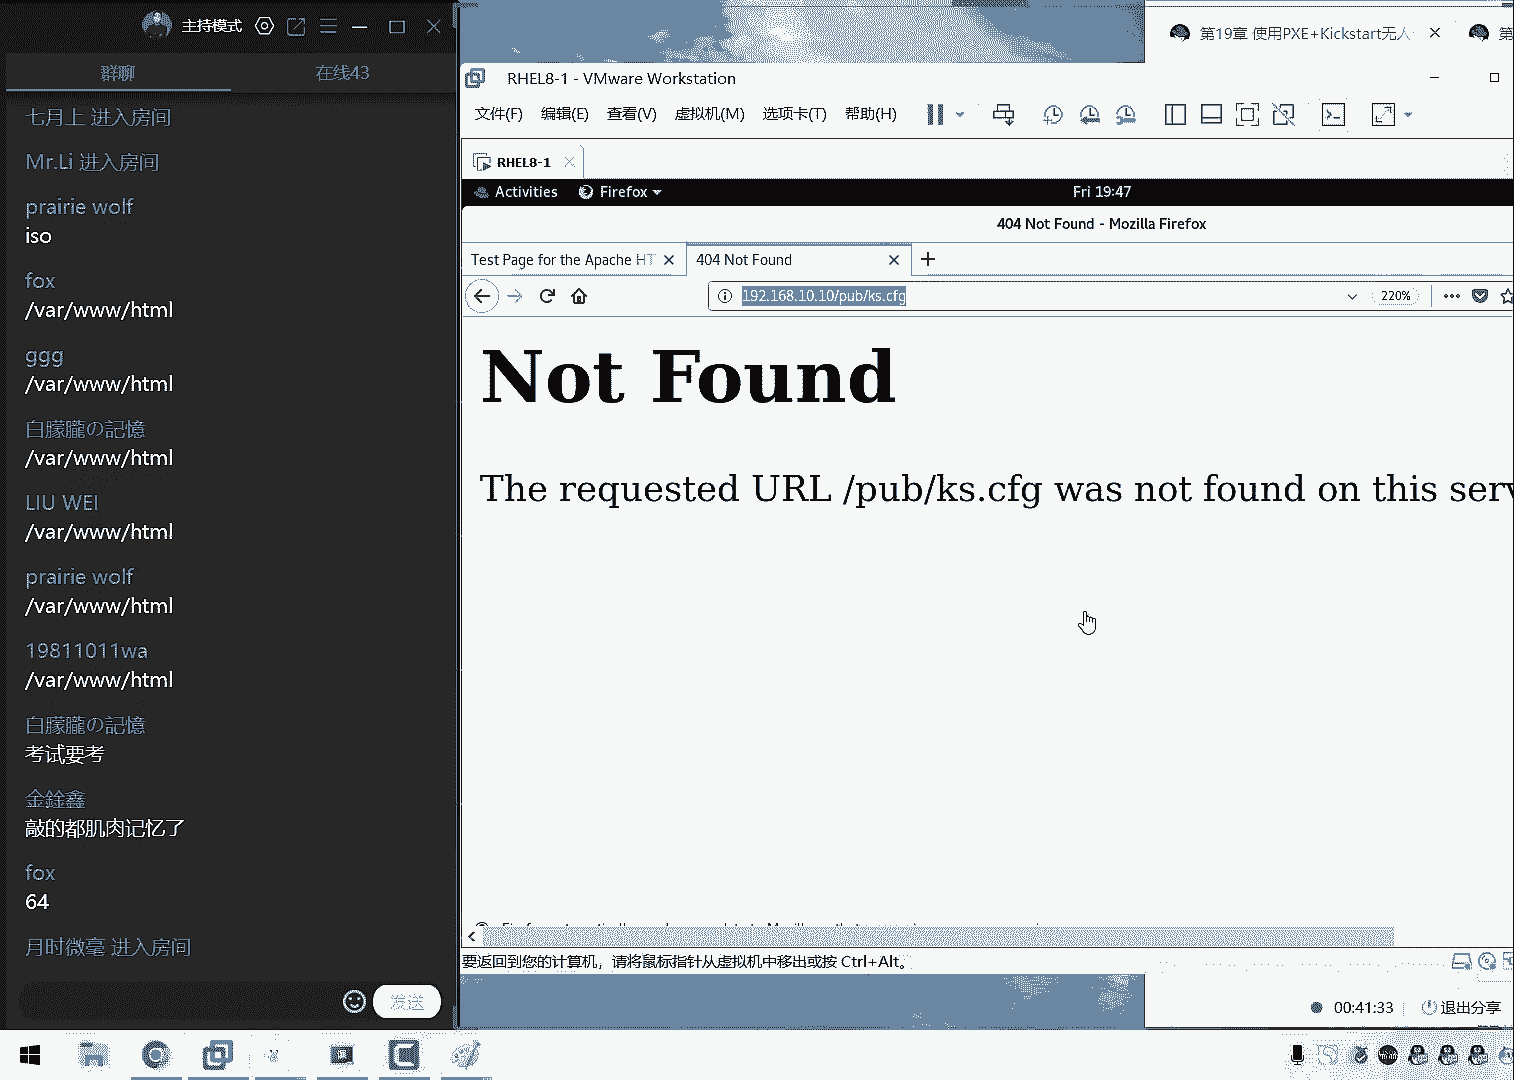 主持模式
群聊
在线43
七月上 进入房间
Mr.Li 进入房间
prairie wolf
iso
fox
/var/www/html
ggg
/var/www/html
白朦朧の記憶
/var/www/html
LIU WEI
/var/www/html
prairie wolf
/var/www/html
19811011wa
/var/www/html
白朦朧の記憶
考试要考
金銓鑫
敲的都肌肉记忆了
fox
64
月时微毫 进入房间
发送
第19章 使用PXE+Kickstart无人
第
RHEL8-1 - VMware Workstation
文件(F) 编辑(E) 查看(V) 虚拟机(M) 选项卡(T) 帮助(H)
RHEL8-1
Activities Firefox Fri 19:47
404 Not Found - Mozilla Firefox
Test Page for the Apache HT
404 Not Found
192.168.10.10/pub/ks.cfg
220%
Not Found
The requested URL /pub/ks.cfg was not found on this serv
要返回到您的计算机，请将鼠标指针从虚拟机中移出或按 Ctrl+Alt。
00:41:33
退出分享